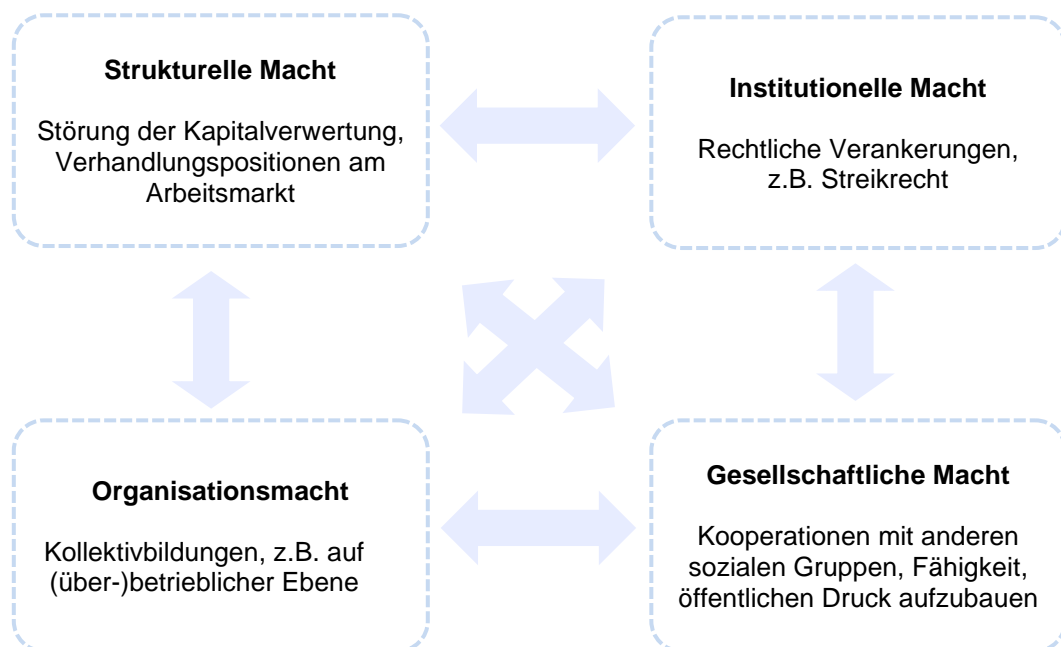 Strukturelle Macht
Störung der Kapitalverwertung,
Verhandlungspositionen am
Arbeitsmarkt
Institutionelle Macht
Rechtliche Verankerungen,
z.B. Streikrecht
Organisationsmacht
Kollektivbildungen, z.B. auf
(über-)betrieblicher Ebene
Gesellschaftliche Macht
Kooperationen mit anderen
sozialen Gruppen, Fähigkeit,
öffentlichen Druck aufzubauen